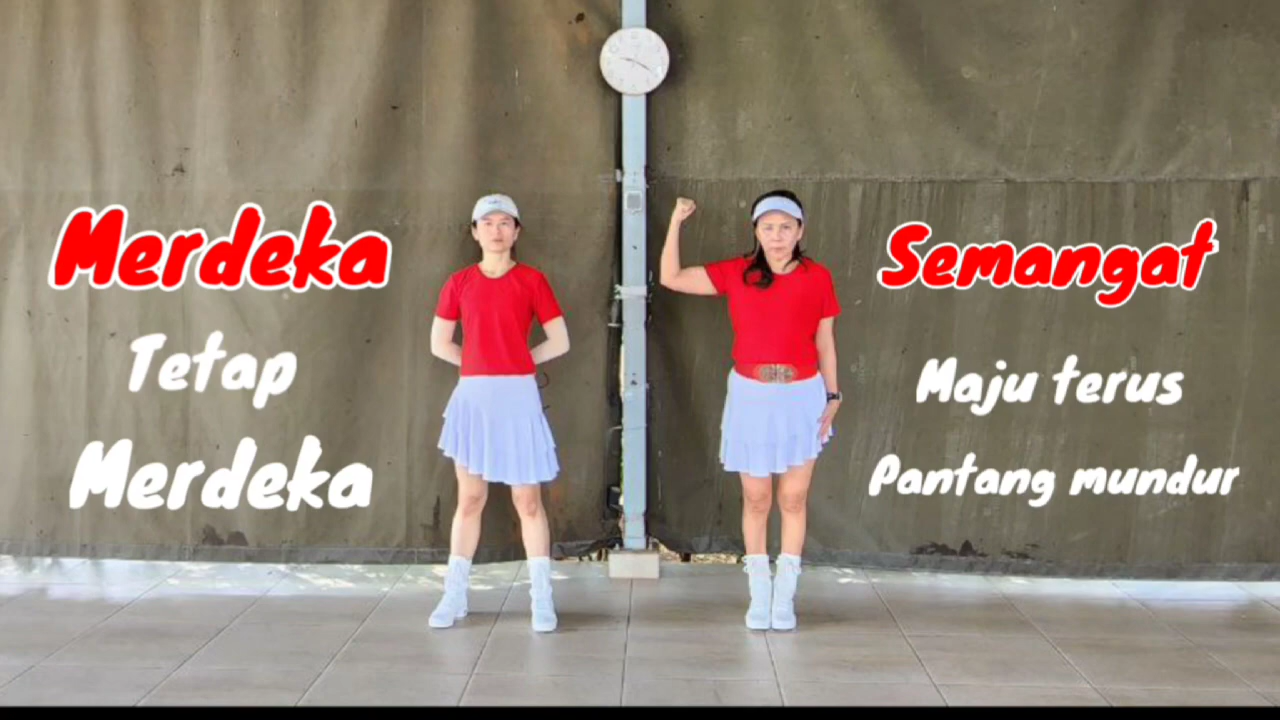 Merdeka
Tetap
Merdeka
Semangat
Maju terus
Pantang mundur